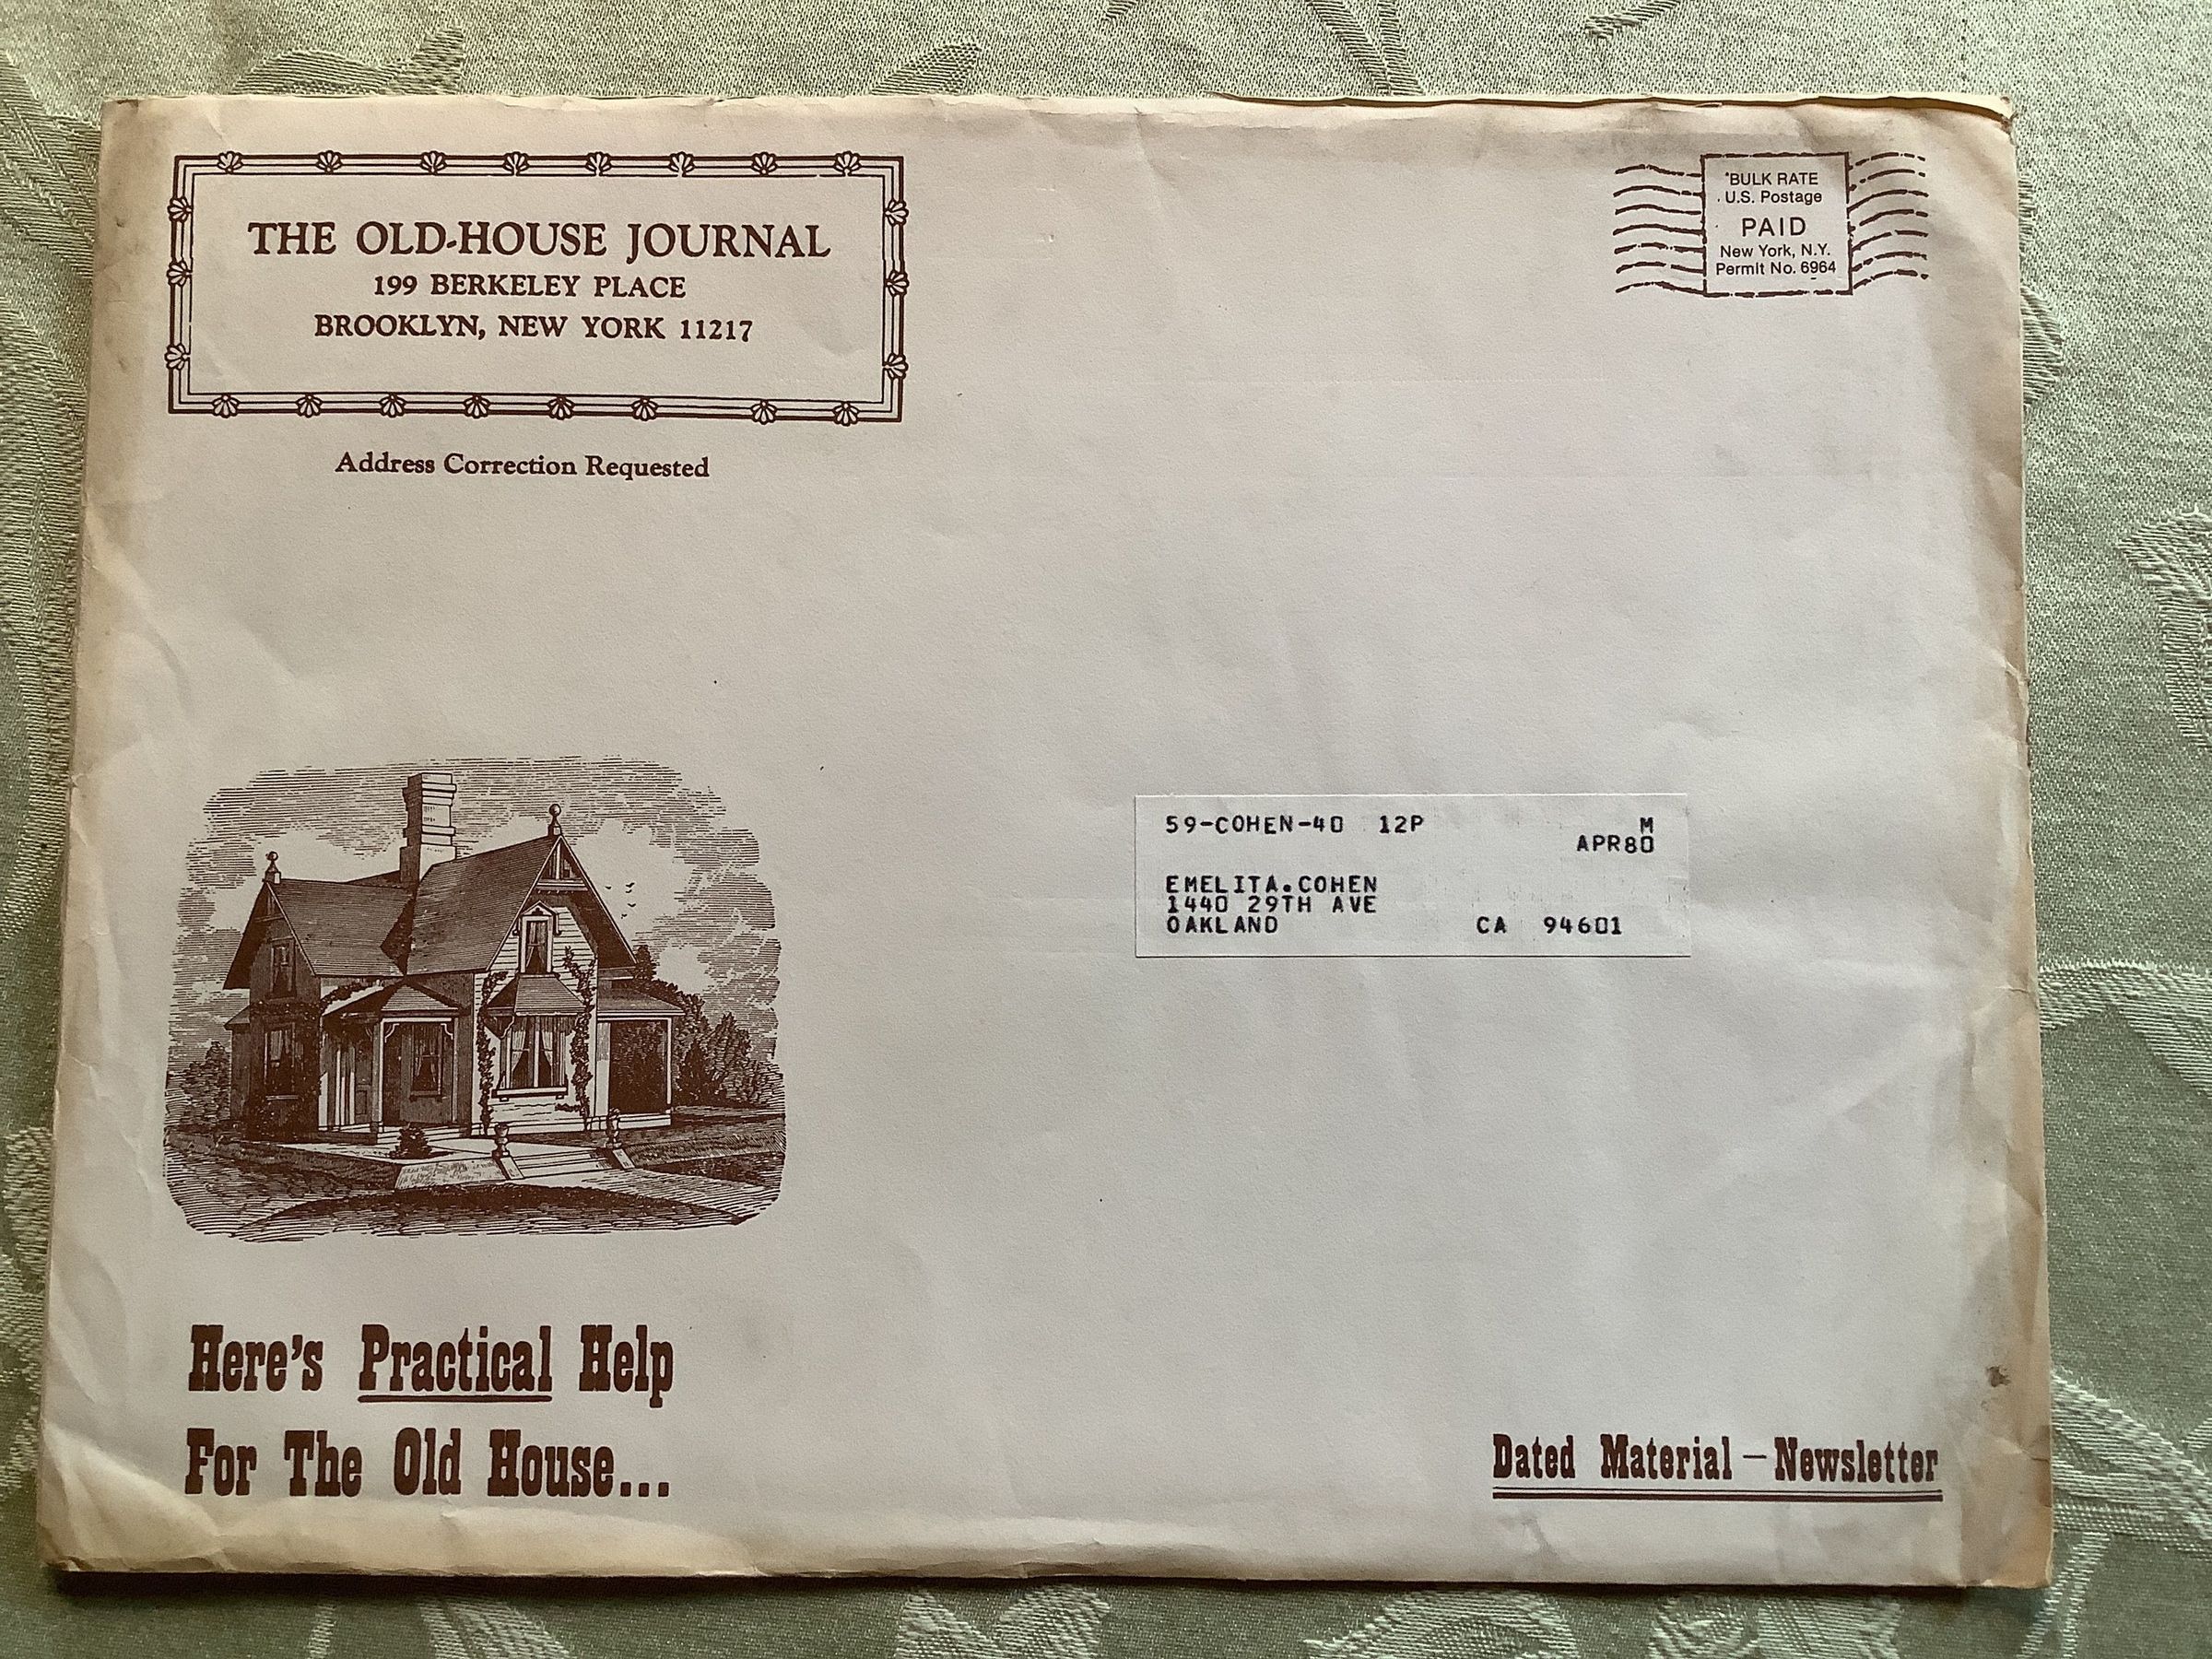 THE OLD-HOUSE JOURNAL
199 BERKELEY PLACE
BROOKLYN, NEW YORK 11217
Address Correction Requested
BULK RATE
U.S. Postage
PAID
New York, N.Y.
Permit No. 6964
59-COHEN-40 12P M
APR80
EMELITA.COHEN
1440 29TH AVE
OAKLAND CA 94601
Here's Practical Help
For The Old House...
Dated Material – Newsletter